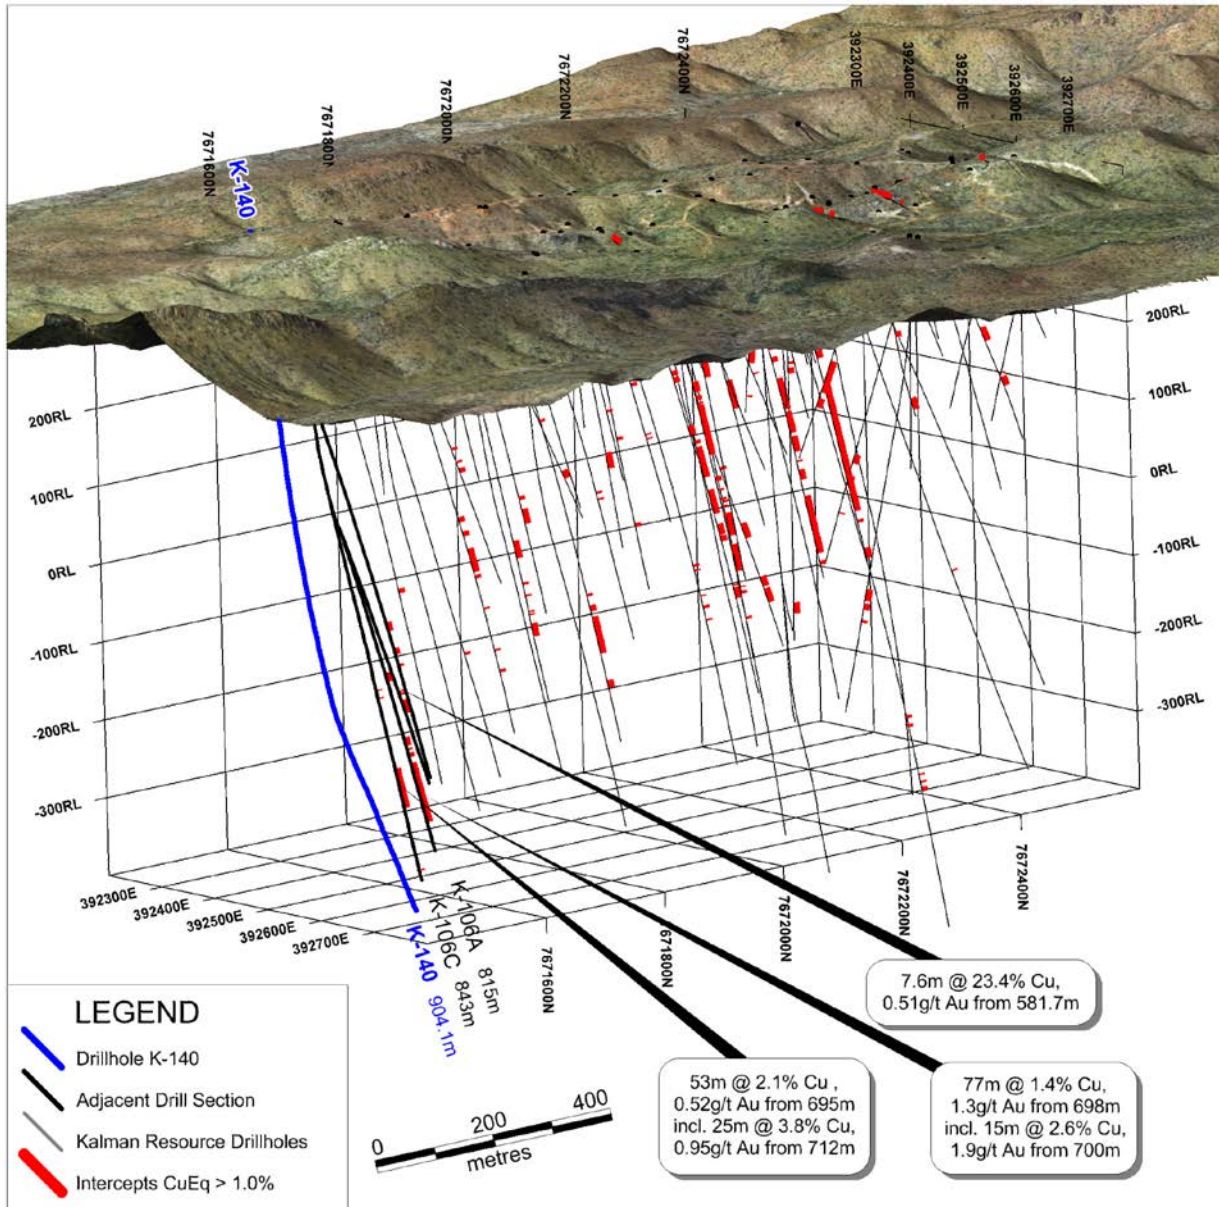 7671600N
7671800N
7672000N
7672200N
7672400N
392300E
392400E
392500E
392600E
392700E
K-140
200RL
100RL
0RL
-100RL
-200RL
-300RL
200RL
100RL
0RL
-100RL
-200RL
-300RL
392300E
392400E
392500E
392600E
392700E
7671600N
671800N
7672000N
7672200N
7672400N
K-106A 815m
K-106C 843m
K-140 904.1m
7.6m @ 23.4% Cu,
0.51g/t Au from 581.7m
53m @ 2.1% Cu ,
0.52g/t Au from 695m
incl. 25m @ 3.8% Cu,
0.95g/t Au from 712m
77m @ 1.4% Cu,
1.3g/t Au from 698m
incl. 15m @ 2.6% Cu,
1.9g/t Au from 700m
LEGEND
Drillhole K-140
Adjacent Drill Section
Kalman Resource Drillholes
Intercepts CuEq > 1.0%
0 200 400
metres